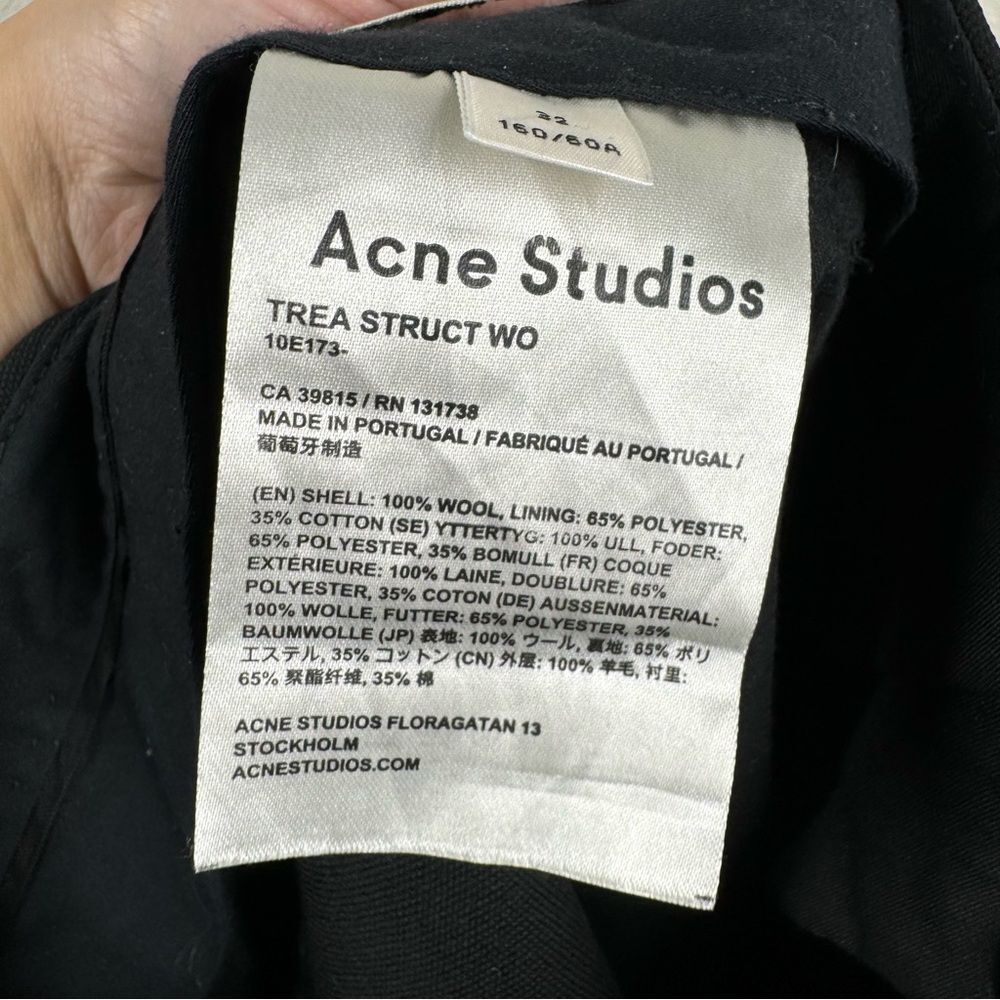 32
160/60A
Acne Studios
TREA STRUCT WO
10E173-
CA 39815 / RN 131738
MADE IN PORTUGAL / FABRIQUÉ AU PORTUGAL /
葡萄牙制造
(EN) SHELL: 100% WOOL, LINING: 65% POLYESTER,
35% COTTON (SE) YTTERTYG: 100% ULL, FODER:
65% POLYESTER, 35% BOMULL (FR) COQUE
EXTÉRIEURE: 100% LAINE, DOUBLURE: 65%
POLYESTER, 35% COTON (DE) AUSSENMATERIAL:
100% WOLLE, FUTTER: 65% POLYESTER, 35%
BAUMWOLLE (JP) 表地: 100% ウール, 裏地: 65% ポリ
エステル, 35% コットン (CN) 外层: 100% 羊毛, 衬里:
65% 聚酯纤维, 35% 棉
ACNE STUDIOS FLORAGATAN 13
STOCKHOLM
ACNESTUDIOS.COM